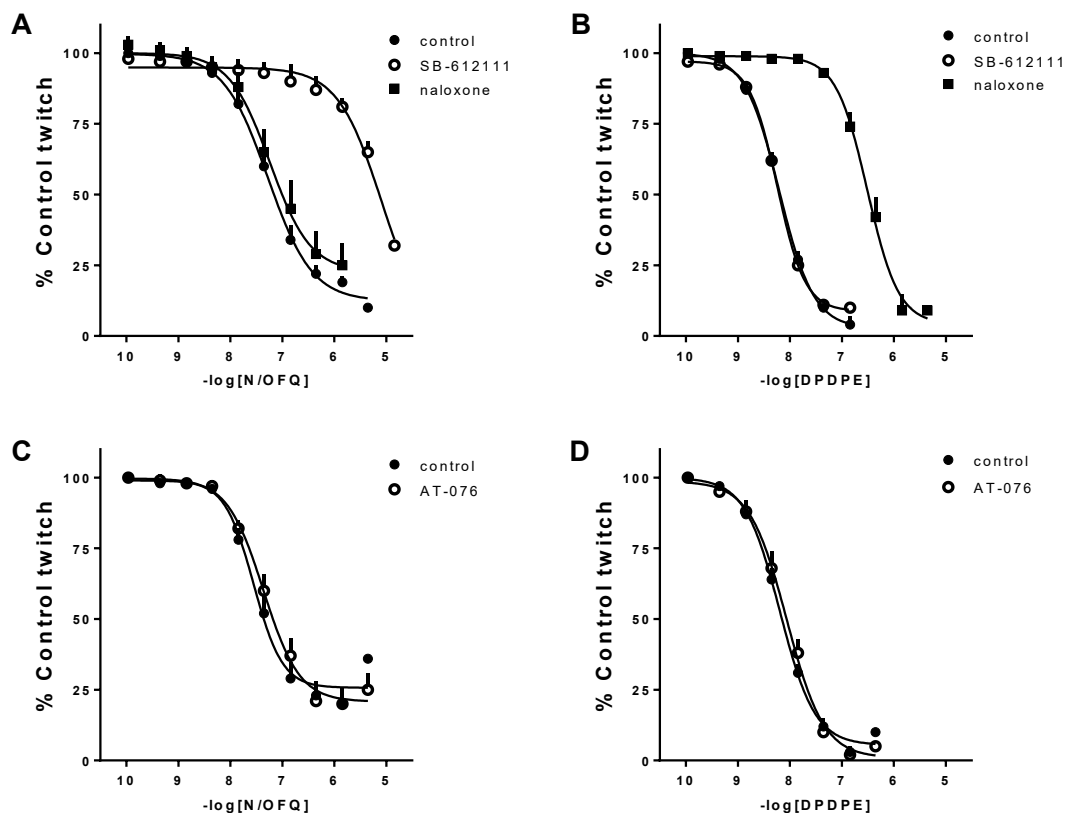 A
control
SB-612111
naloxone
% Control twitch
100
75
50
25
0
10 9 8 7 6 5
-log[N/OFQ]
B
control
SB-612111
naloxone
% Control twitch
100
75
50
25
0
10 9 8 7 6 5
-log[DPDPE]
C
control
AT-076
% Control twitch
100
75
50
25
0
10 9 8 7 6 5
-log[N/OFQ]
D
control
AT-076
% Control twitch
100
75
50
25
0
10 9 8 7 6 5
-log[DPDPE]